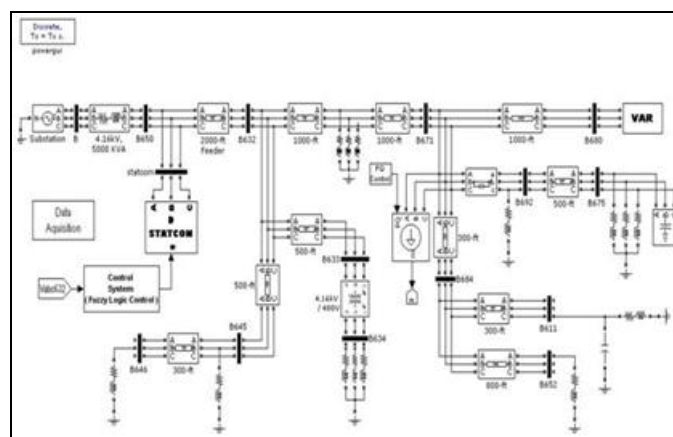 Discrete,
Ts = Ts s.
powergui
Substation
B
4.16kV,
5000 KVA
B650
2000-ft
Feeder
B632
1000-ft
1000-ft
B671
1000-ft
B680
VAR
statcom
PQ
Control
B692
500-ft
B675
Data
Aquisition
STATCOM
500-ft
300-ft
B633
B684
Vabc632
Control
System
(Fuzzy Logic Control)
500-ft
4.16kV
/ 480V
B645
B634
300-ft
B611
B646
300-ft
800-ft
B652